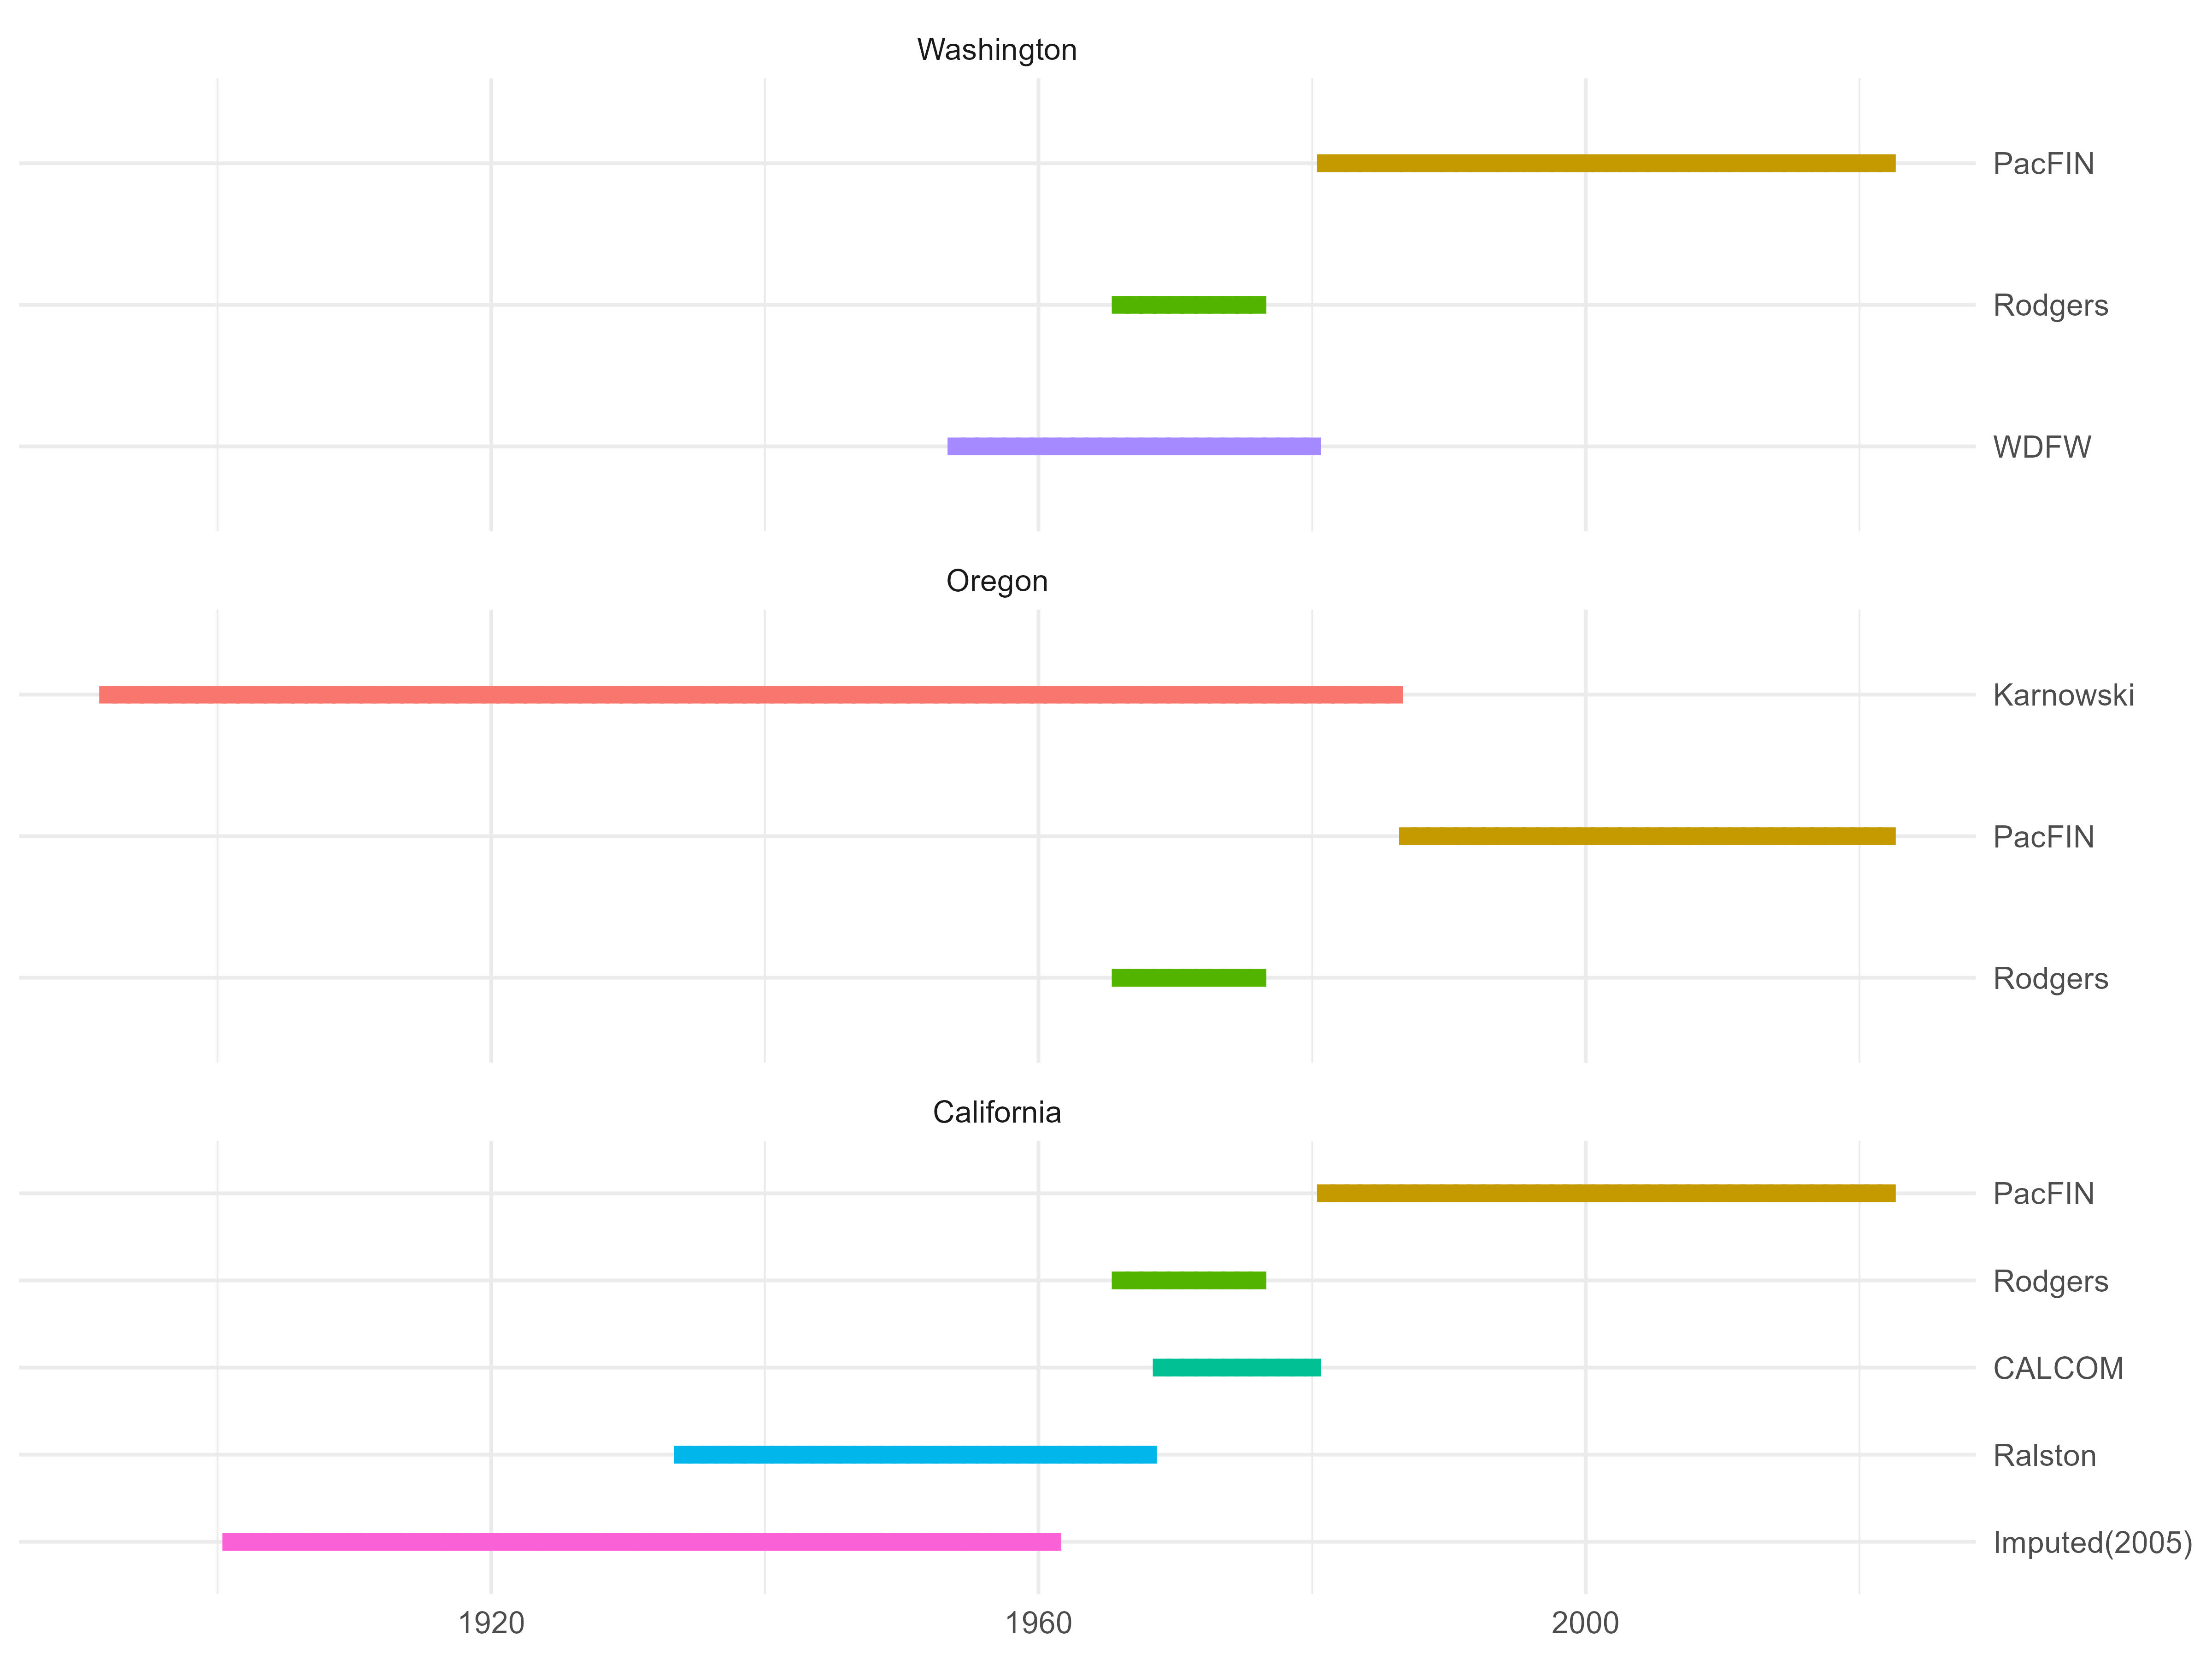 Washington
PacFIN
Rodgers
WDFW
Oregon
Karnowski
PacFIN
Rodgers
California
PacFIN
Rodgers
CALCOM
Ralston
Imputed(2005)
1920 1960 2000